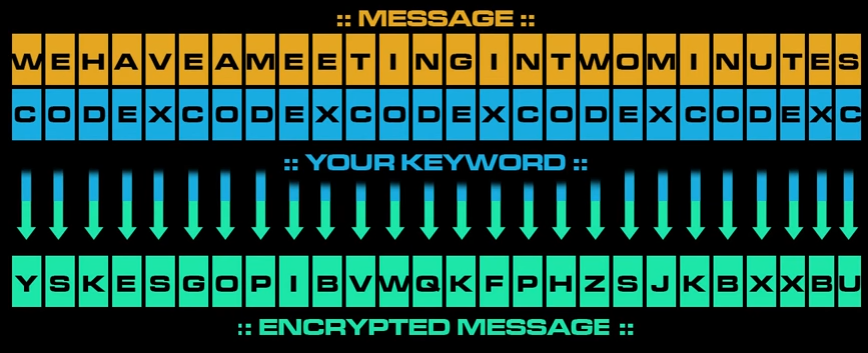 :: MESSAGE ::
WEHAVEAMEETINGINTWOMINUTES
CODEXCODEXCODEXCODEXCODEXC
:: YOUR KEYWORD ::
YSKESGOPIBVWQKFPHZSJKBXXBU
:: ENCRYPTED MESSAGE ::